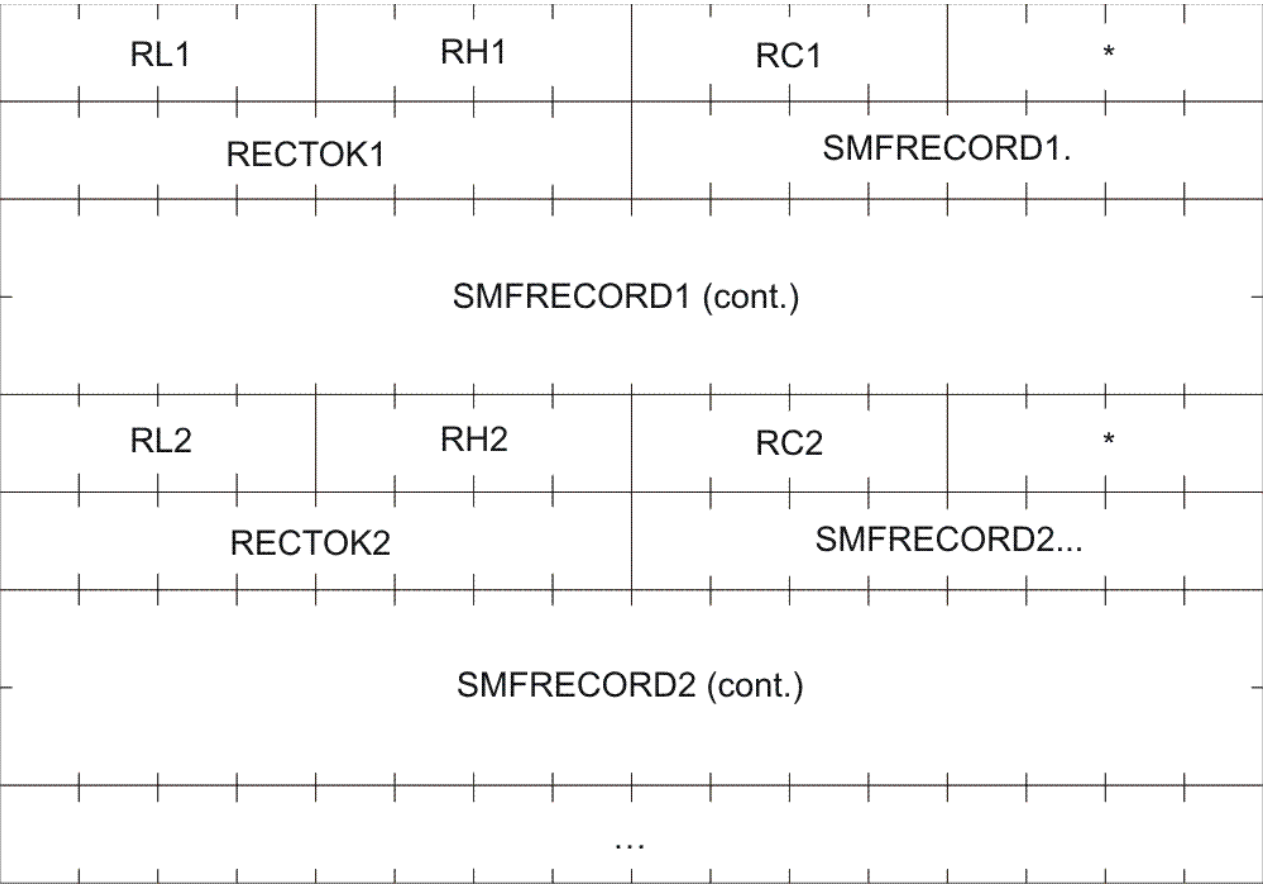 RL1 RH1 RC1 *
RECTOK1 SMFRECORD1.
SMFRECORD1 (cont.)
RL2 RH2 RC2 *
RECTOK2 SMFRECORD2...
SMFRECORD2 (cont.)
...